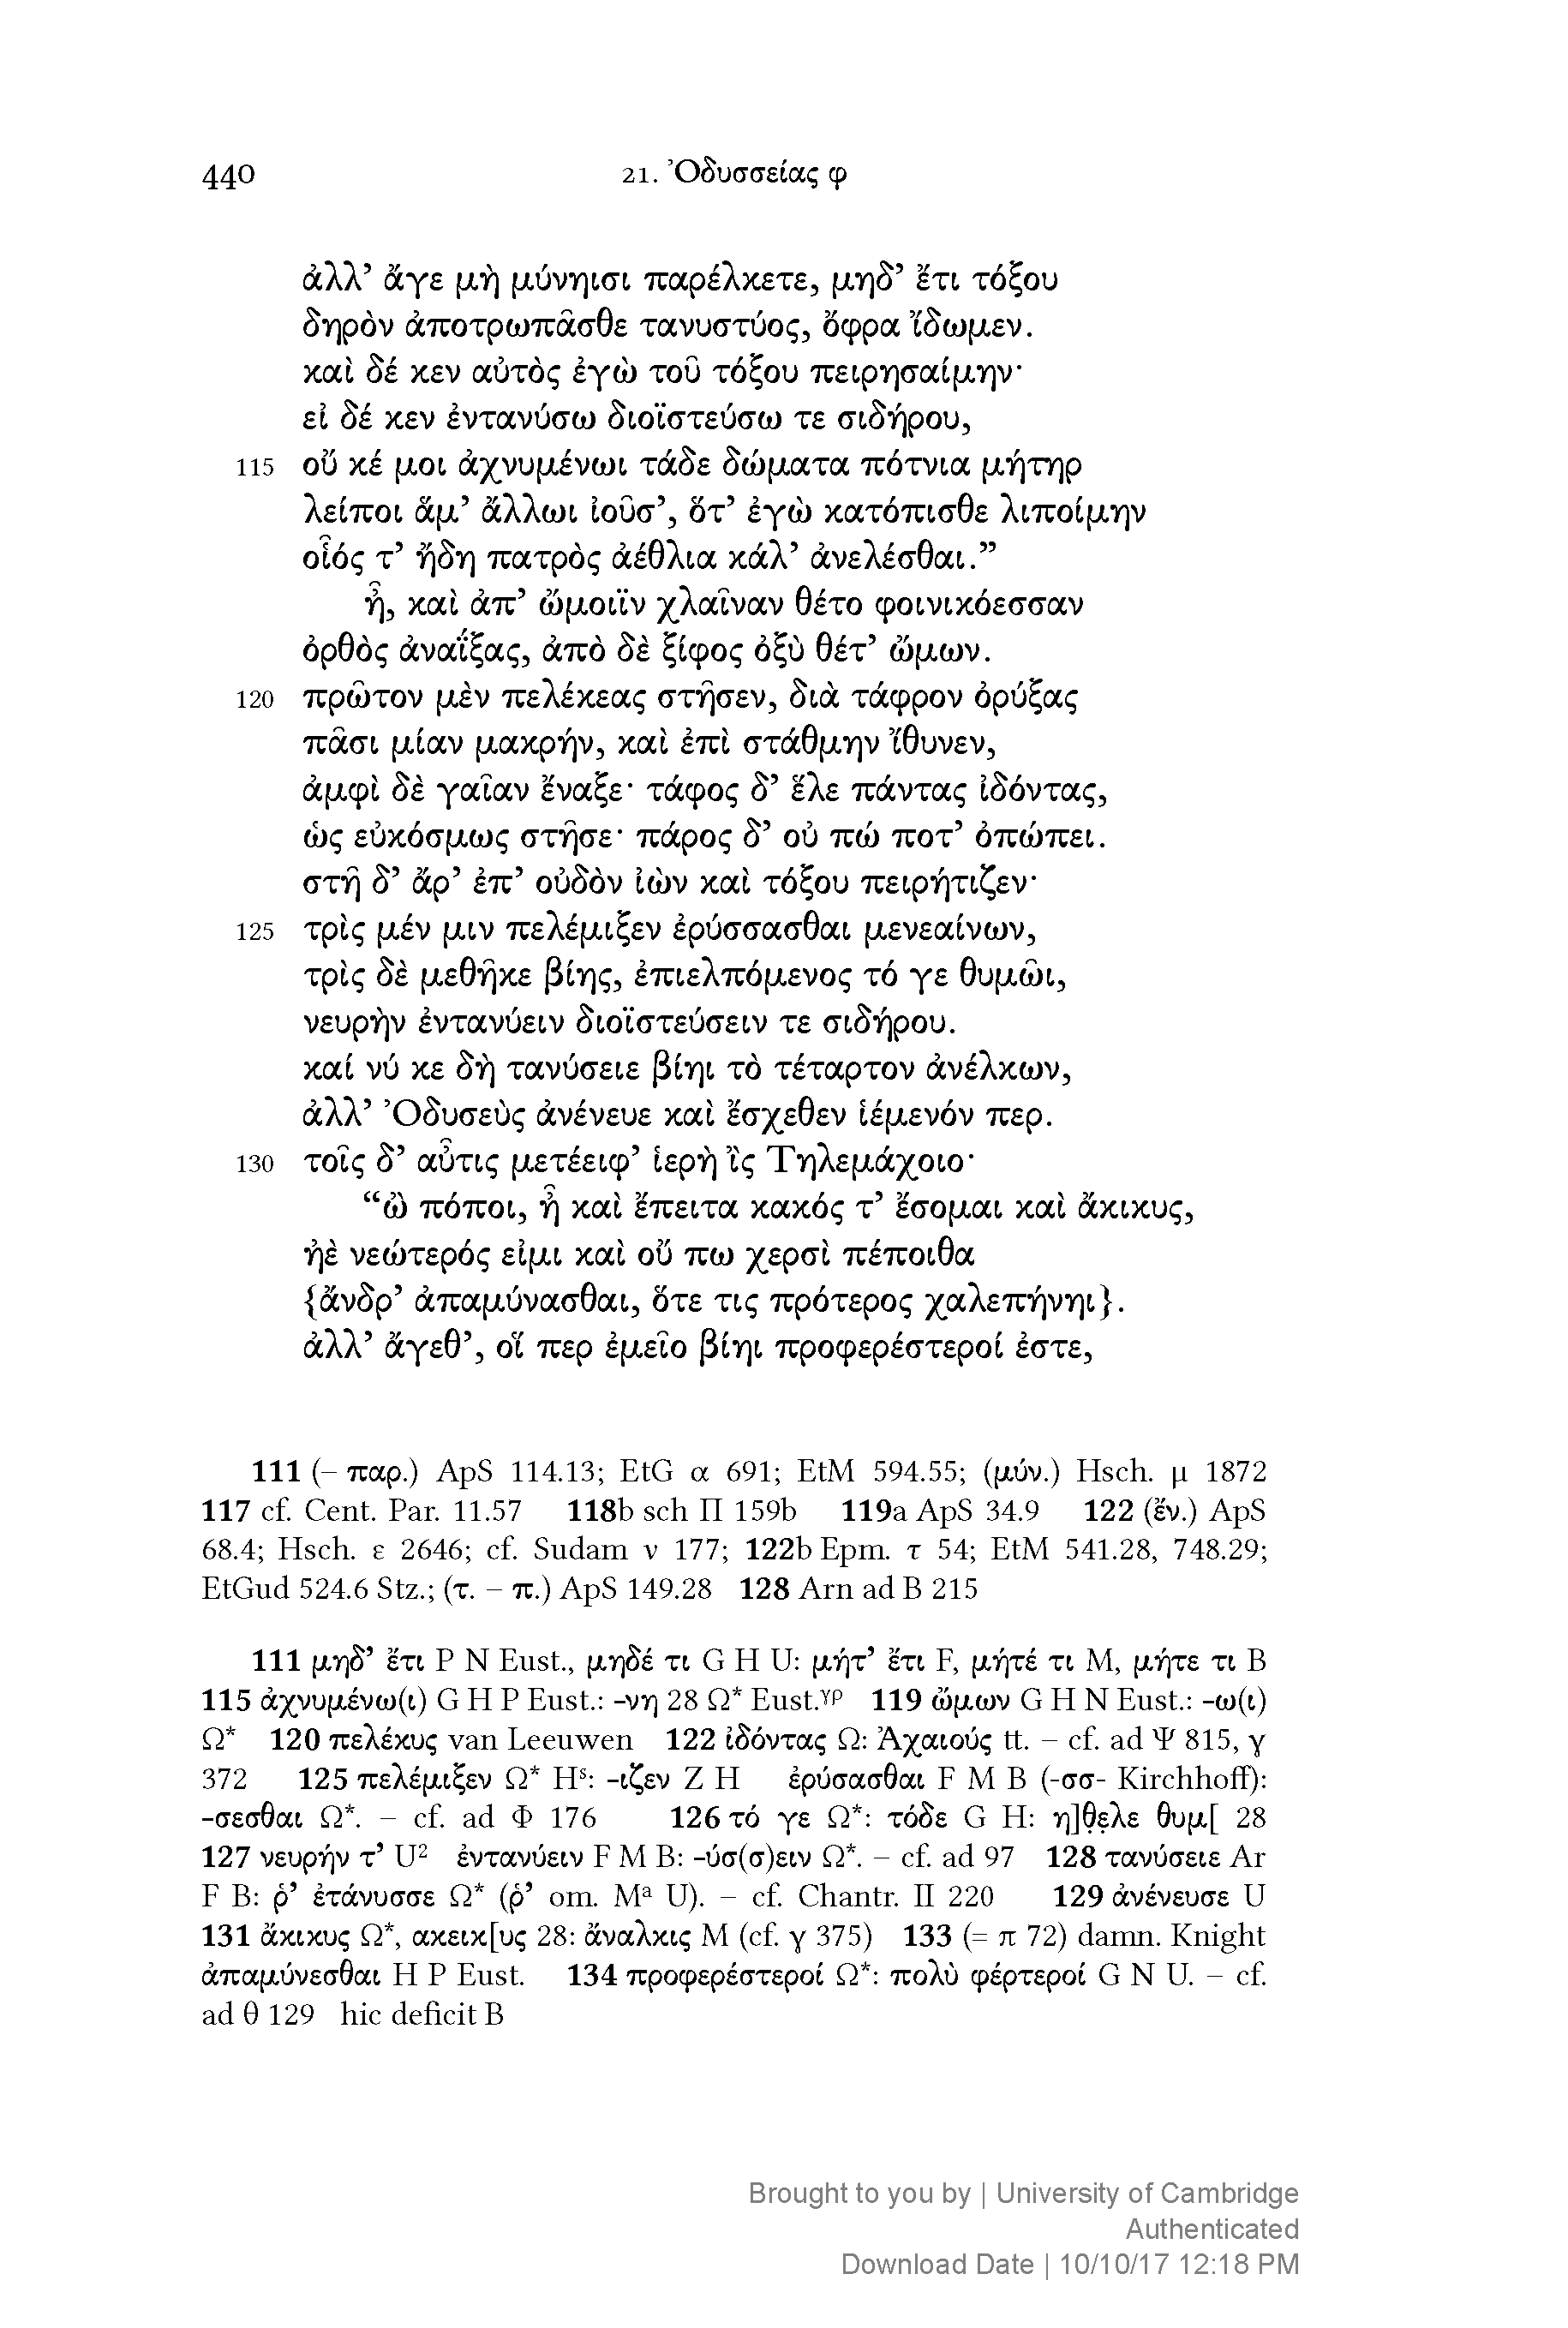 440 21. Ὀδυσσείας φ
ἀλλ’ ἄγε μὴ μύνηισι παρέλκετε, μηδ’ ἔτι τόξου
δηρὸν ἀποτρωπᾶσθε τανυστύος, ὄφρα ἴδωμεν.
καὶ δέ κεν αὐτὸς ἐγὼ τοῦ τόξου πειρησαίμην·
εἰ δέ κεν ἐντανύσω διοϊστεύσω τε σιδήρου,
115 οὔ κέ μοι ἀχνυμένωι τάδε δώματα πότνια μήτηρ
λείποι ἅμ’ ἄλλωι ἰοῦσ’, ὅτ’ ἐγὼ κατόπισθε λιποίμην
οἷός τ’ ἤδη πατρὸς ἀέθλια κάλ’ ἀνελέσθαι.”
ἦ, καὶ ἀπ’ ὤμοιϊν χλαῖναν θέτο φοινικόεσσαν
ὀρθὸς ἀναΐξας, ἀπὸ δὲ ξίφος ὀξὺ θέτ’ ὤμων.
120 πρῶτον μὲν πελέκεας στῆσεν, διὰ τάφρον ὀρύξας
πᾶσι μίαν μακρήν, καὶ ἐπὶ στάθμην ἴθυνεν,
ἀμφὶ δὲ γαῖαν ἔναξε· τάφος δ’ ἕλε πάντας ἰδόντας,
ὡς εὐκόσμως στῆσε· πάρος δ’ οὐ πώ ποτ’ ὀπώπει.
στῆ δ’ ἄρ’ ἐπ’ οὐδὸν ἰὼν καὶ τόξου πειρήτιζεν·
125 τρὶς μέν μιν πελέμιξεν ἐρύσσασθαι μενεαίνων,
τρὶς δὲ μεθῆκε βίης, ἐπιελπόμενος τό γε θυμῶι,
νευρὴν ἐντανύειν διοϊστεύσειν τε σιδήρου.
καί νύ κε δὴ τανύσειε βίηι τὸ τέταρτον ἀνέλκων,
ἀλλ’ Ὀδυσεὺς ἀνένευε καὶ ἔσχεθεν ἱέμενόν περ.
130 τοῖς δ’ αὖτις μετέειφ’ ἱερὴ ἲς Τηλεμάχοιο·
“ὢ πόποι, ἦ καὶ ἔπειτα κακός τ’ ἔσομαι καὶ ἄκικυς,
ἠὲ νεώτερός εἰμι καὶ οὔ πω χερσὶ πέποιθα
{ἄνδρ’ ἀπαμύνασθαι, ὅτε τις πρότερος χαλεπήνηι}.
ἀλλ’ ἄγεθ’, οἵ περ ἐμεῖο βίηι προφερέστεροί ἐστε,
111 (– παρ.) ApS 114.13; EtG α 691; EtM 594.55; (μύν.) Hsch. μ 1872
117 cf. Cent. Par. 11.57 118b sch Π 159b 119a ApS 34.9 122 (ἔν.) ApS
68.4; Hsch. ε 2646; cf. Sudam ν 177; 122b Epm. τ 54; EtM 541.28, 748.29;
EtGud 524.6 Stz.; (τ. – π.) ApS 149.28 128 Arn ad B 215
111 μηδ’ ἔτι P N Eust., μηδέ τι G H U: μήτ’ ἔτι F, μήτέ τι M, μήτε τι B
115 ἀχνυμένω(ι) G H P Eust.: -νη 28 Ω* Eust.γρ 119 ὤμων G H N Eust.: -ω(ι)
Ω* 120 πελέκυς van Leeuwen 122 ἰδόντας Ω: Ἀχαιούς tt. – cf. ad Ψ 815, γ
372 125 πελέμιξεν Ω* Hˢ: -ιζεν Z H ἐρύσασθαι F M B (-σσ- Kirchhoff):
-σεσθαι Ω*. – cf. ad Φ 176 126 τό γε Ω*: τόδε G H: η]θ̣ε̣λε θυμ[ 28
127 νευρήν τ’ U² ἐντανύειν F M B: -ύσ(σ)ειν Ω*. – cf. ad 97 128 τανύσειε Ar
F B: ῥ’ ἐτάνυσσε Ω* (ῥ’ om. Mᵃ U). – cf. Chantr. II 220 129 ἀνένευσε U
131 ἄκικυς Ω*, ακεικ[υς 28: ἄναλκις M (cf. γ 375) 133 (= π 72) damn. Knight
ἀπαμύνεσθαι H P Eust. 134 προφερέστεροί Ω*: πολὺ φέρτεροί G N U. – cf.
ad θ 129 hic deficit B
Brought to you by | University of Cambridge
Authenticated
Download Date | 10/10/17 12:18 PM